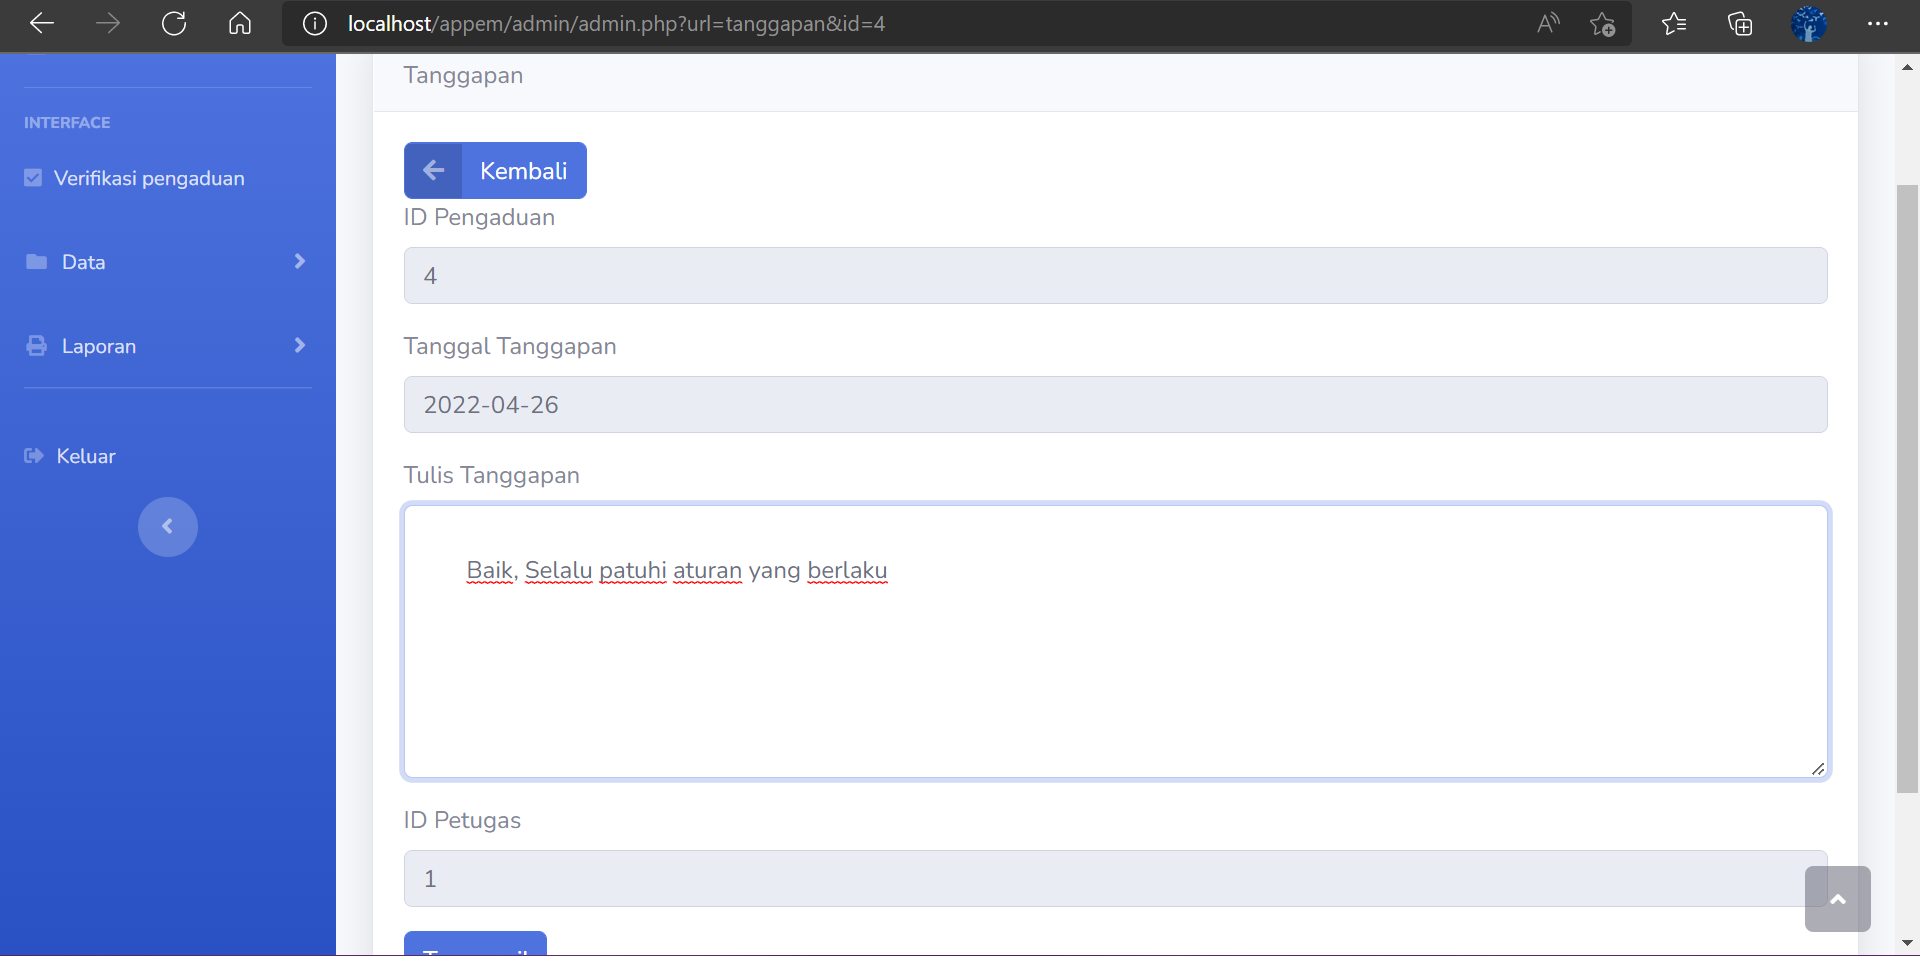 localhost/appem/admin/admin.php?url=tanggapan&id=4
INTERFACE
Verifikasi pengaduan
Data
Laporan
Keluar
Tanggapan
Kembali
ID Pengaduan
4
Tanggal Tanggapan
2022-04-26
Tulis Tanggapan
Baik, Selalu patuhi aturan yang berlaku
ID Petugas
1